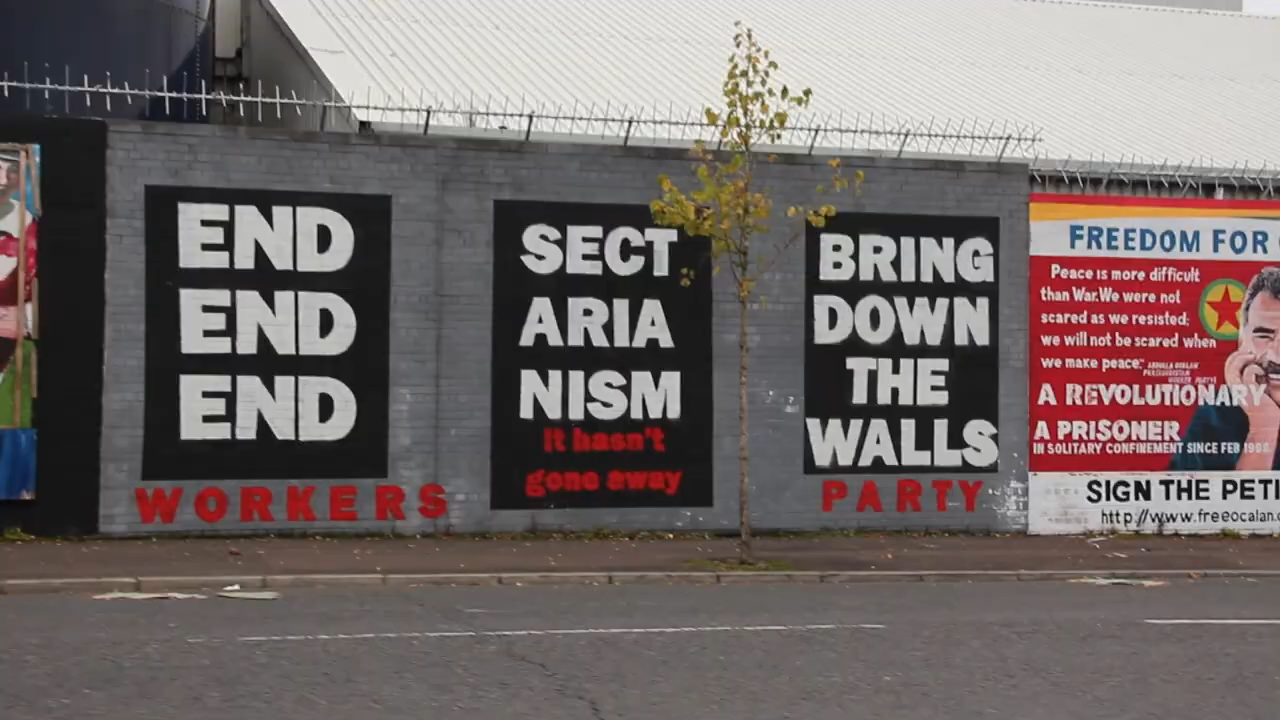 END
END
END
WORKERS
SECT
ARIA
NISM
It hasn't
gone away
BRING
DOWN
THE
WALLS
PARTY
FREEDOM FOR
Peace is more difficult
than War. We were not
scared as we resisted;
we will not be scared when
we make peace."
A REVOLUTIONARY
A PRISONER
IN SOLITARY CONFINEMENT SINCE FEB
SIGN THE PETI
http://www.freeocalan.